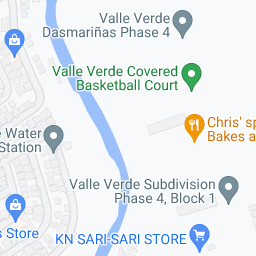 Valle Verde
Dasmariñas Phase 4
Valle Verde Covered
Basketball Court
Chris' sp
Bakes a
Water
Station
Valle Verde Subdivision
Phase 4, Block 1
s Store
KN SARI-SARI STORE